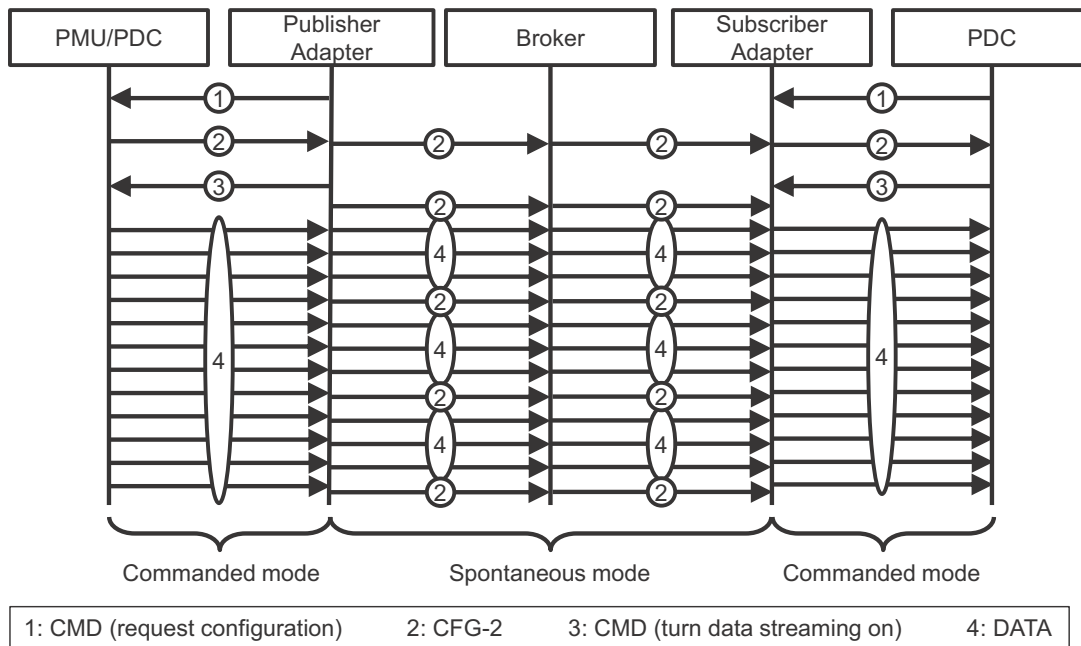 PMU/PDC
Publisher
Adapter
Broker
Subscriber
Adapter
PDC
1 1
2 2 2 2
3 3
2 2
4 4
2 2
4 4 4 4
2 2
4 4
2 2
Commanded mode Spontaneous mode Commanded mode
1: CMD (request configuration) 2: CFG-2 3: CMD (turn data streaming on) 4: DATA